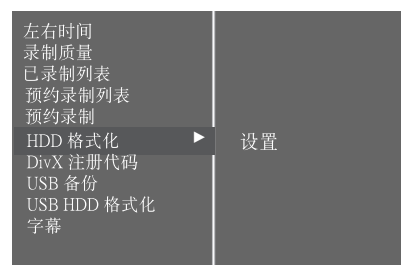 左右时间
录制质量
已录制列表
预约录制列表
预约录制
HDD 格式化
设置
DivX 注册代码
USB 备份
USB HDD 格式化
字幕